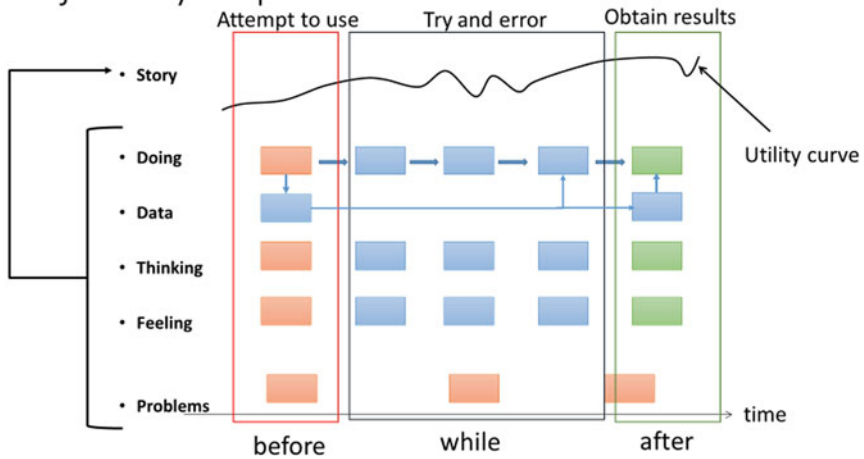 Attempt to use
Try and error
Obtain results
• Story
• Doing
Utility curve
• Data
• Thinking
• Feeling
• Problems
time
before
while
after